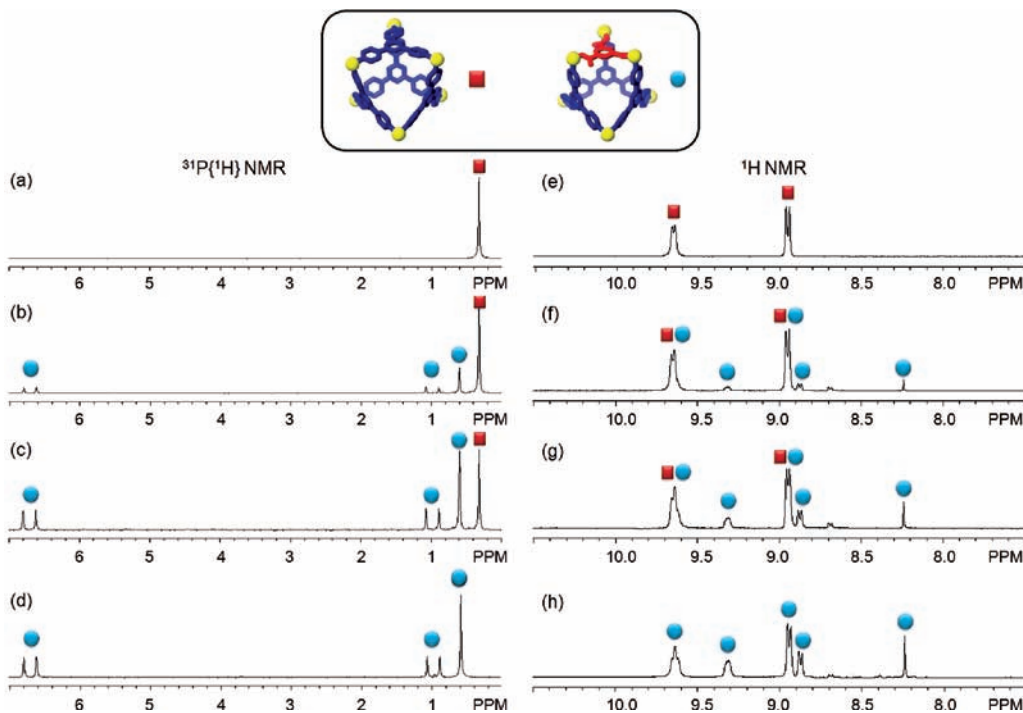 ³¹P{¹H} NMR
¹H NMR
(a)
(e)
6 5 4 3 2 1 PPM
10.0 9.5 9.0 8.5 8.0 PPM
(b)
(f)
6 5 4 3 2 1 PPM
10.0 9.5 9.0 8.5 8.0 PPM
(c)
(g)
6 5 4 3 2 1 PPM
10.0 9.5 9.0 8.5 8.0 PPM
(d)
(h)
6 5 4 3 2 1 PPM
10.0 9.5 9.0 8.5 8.0 PPM